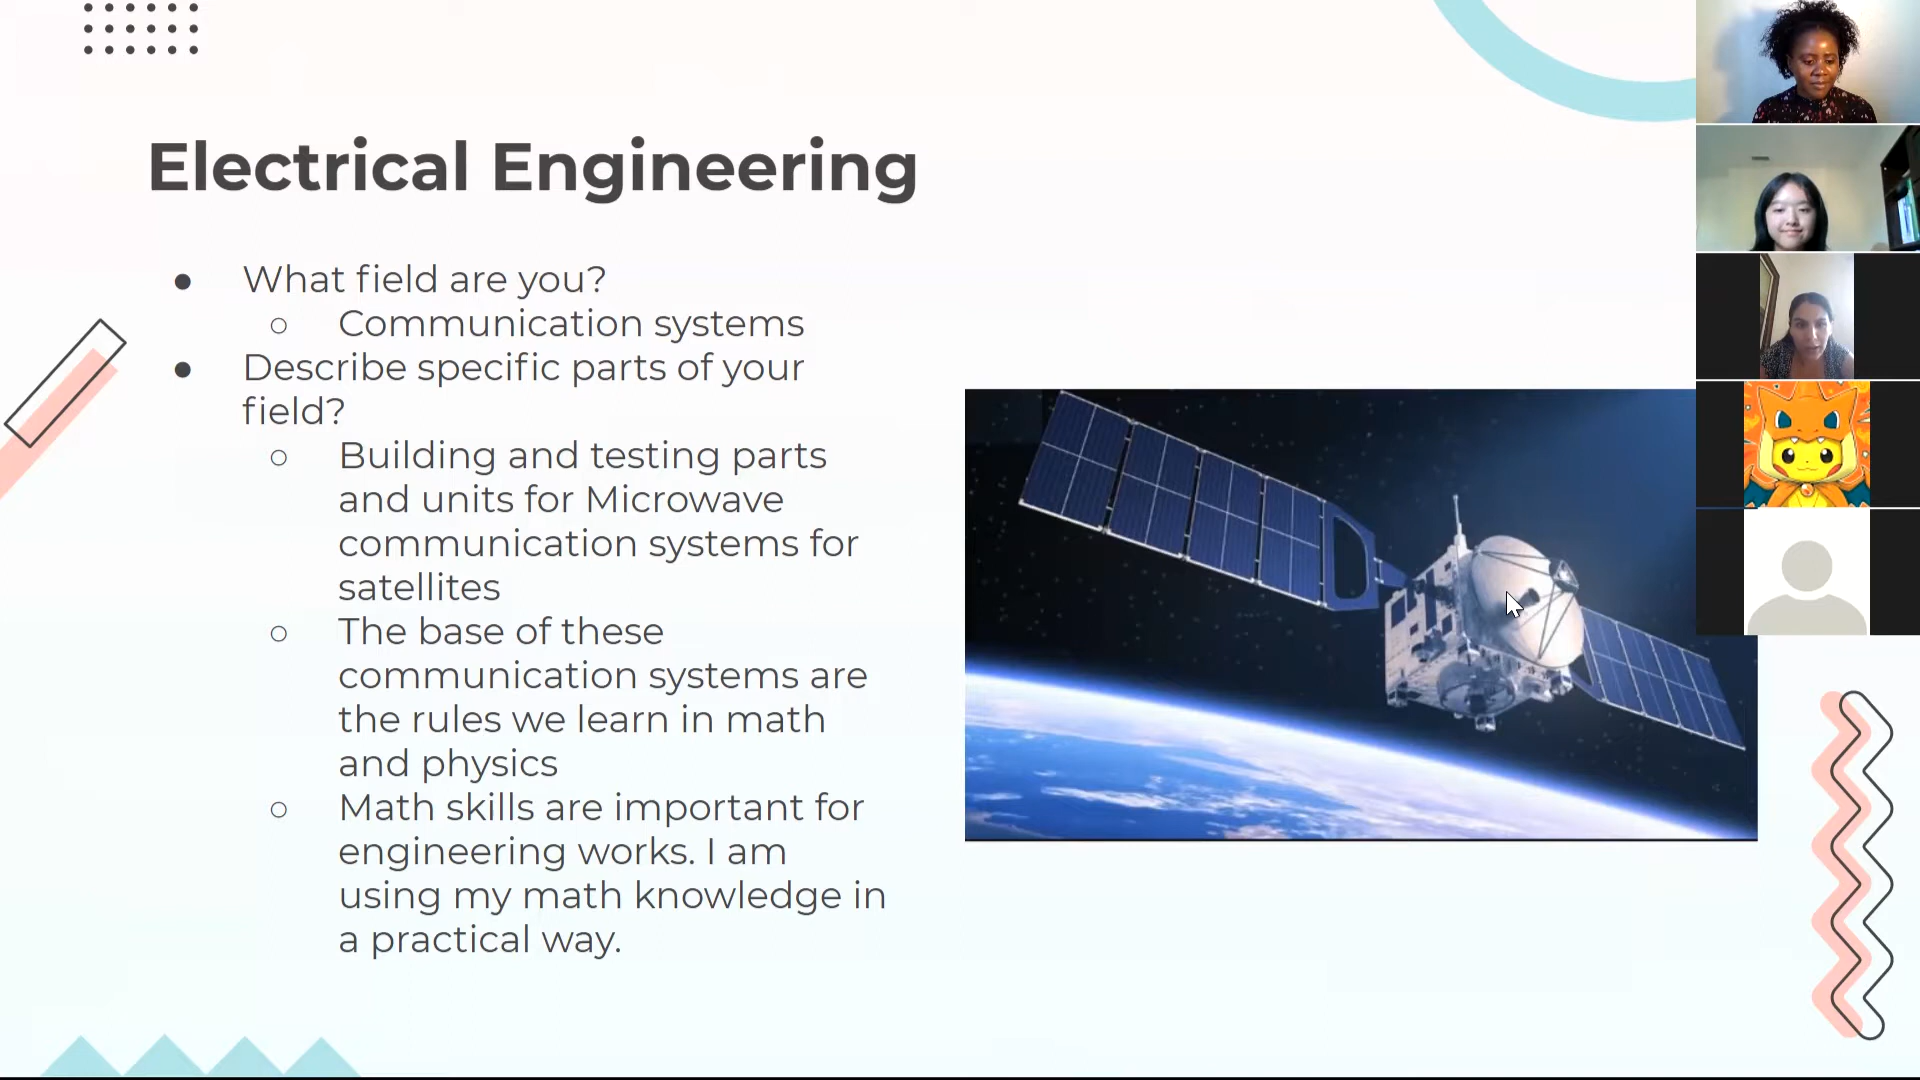 Electrical Engineering
● What field are you?
○ Communication systems
● Describe specific parts of your
field?
○ Building and testing parts
and units for Microwave
communication systems for
satellites
○ The base of these
communication systems are
the rules we learn in math
and physics
○ Math skills are important for
engineering works. I am
using my math knowledge in
a practical way.